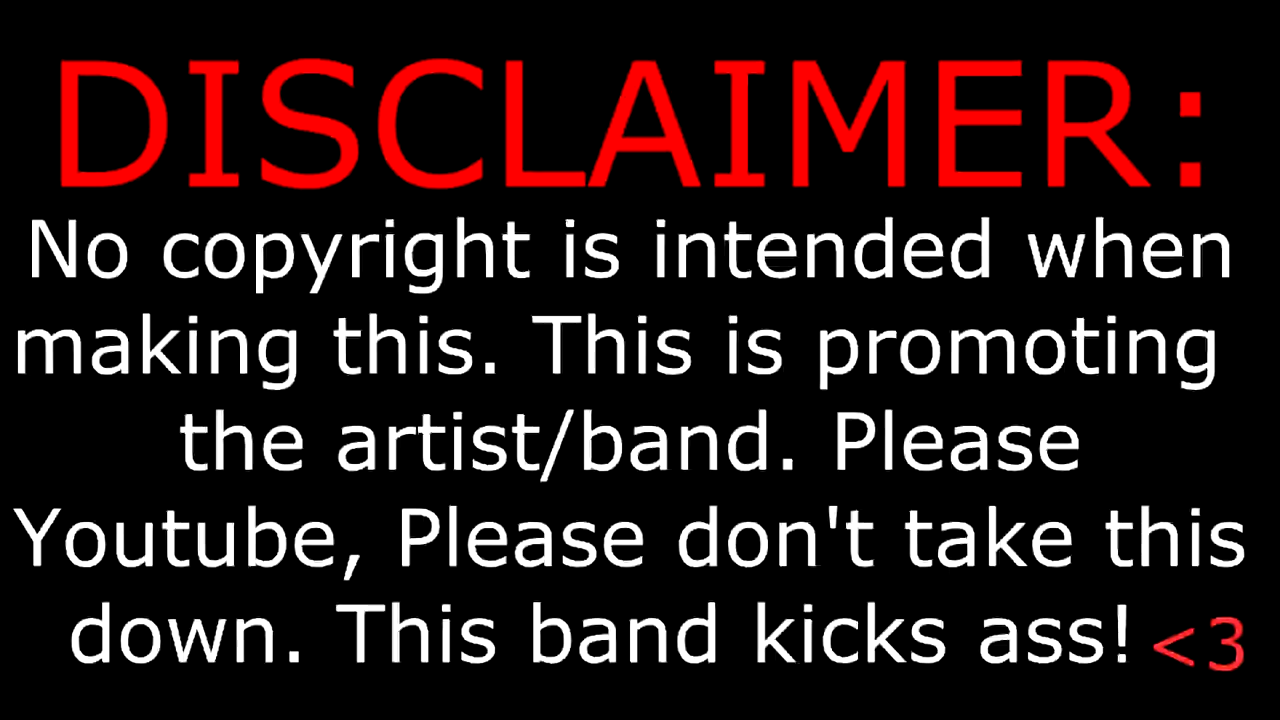 DISCLAIMER:
No copyright is intended when
making this. This is promoting
the artist/band. Please
Youtube, Please don't take this
down. This band kicks ass! <3